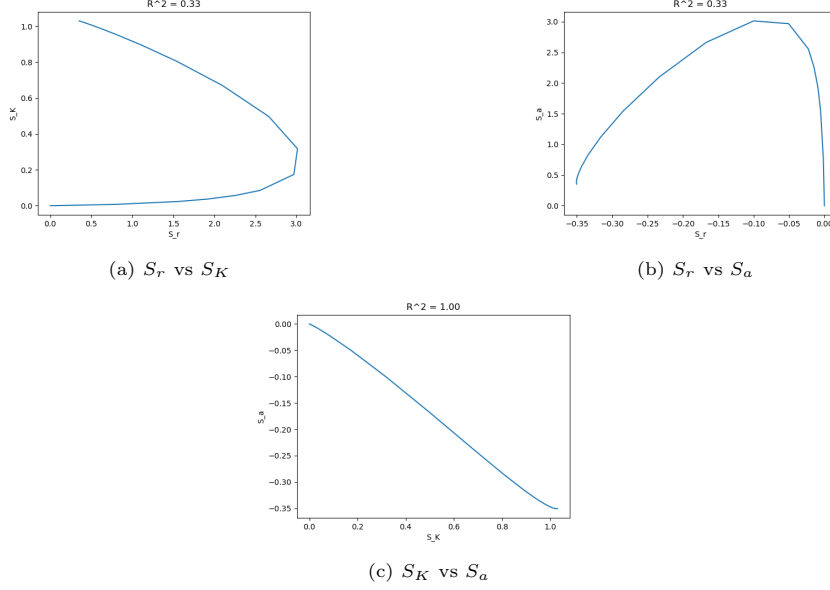 R^2 = 0.33
S_K
1.0
0.8
0.6
0.4
0.2
0.0
0.0 0.5 1.0 1.5 2.0 2.5 3.0
S_r
(a) S_r vs S_K
R^2 = 0.33
S_a
3.0
2.5
2.0
1.5
1.0
0.5
0.0
−0.35 −0.30 −0.25 −0.20 −0.15 −0.10 −0.05 0.00
S_r
(b) S_r vs S_a
R^2 = 1.00
S_a
0.00
−0.05
−0.10
−0.15
−0.20
−0.25
−0.30
−0.35
0.0 0.2 0.4 0.6 0.8 1.0
S_K
(c) S_K vs S_a